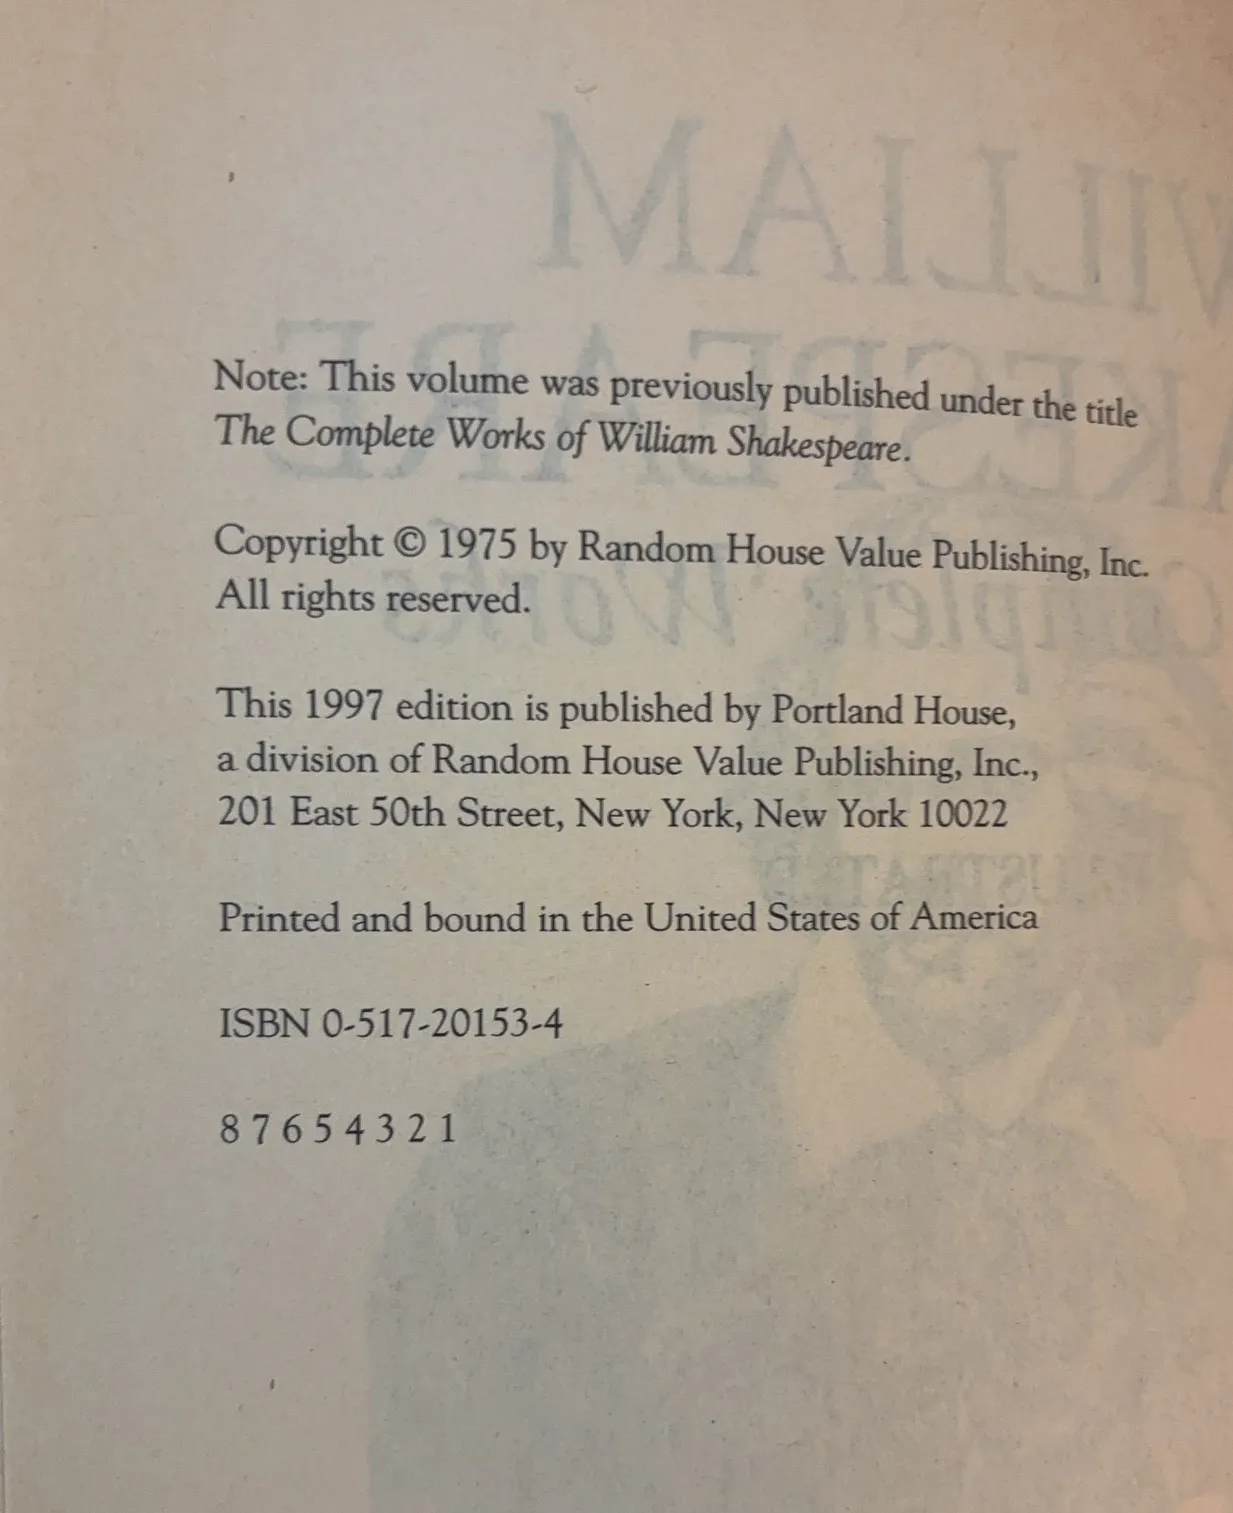 Note: This volume was previously published under the title
The Complete Works of William Shakespeare.
Copyright © 1975 by Random House Value Publishing, Inc.
All rights reserved.
This 1997 edition is published by Portland House,
a division of Random House Value Publishing, Inc.,
201 East 50th Street, New York, New York 10022
Printed and bound in the United States of America
ISBN 0-517-20153-4
8 7 6 5 4 3 2 1